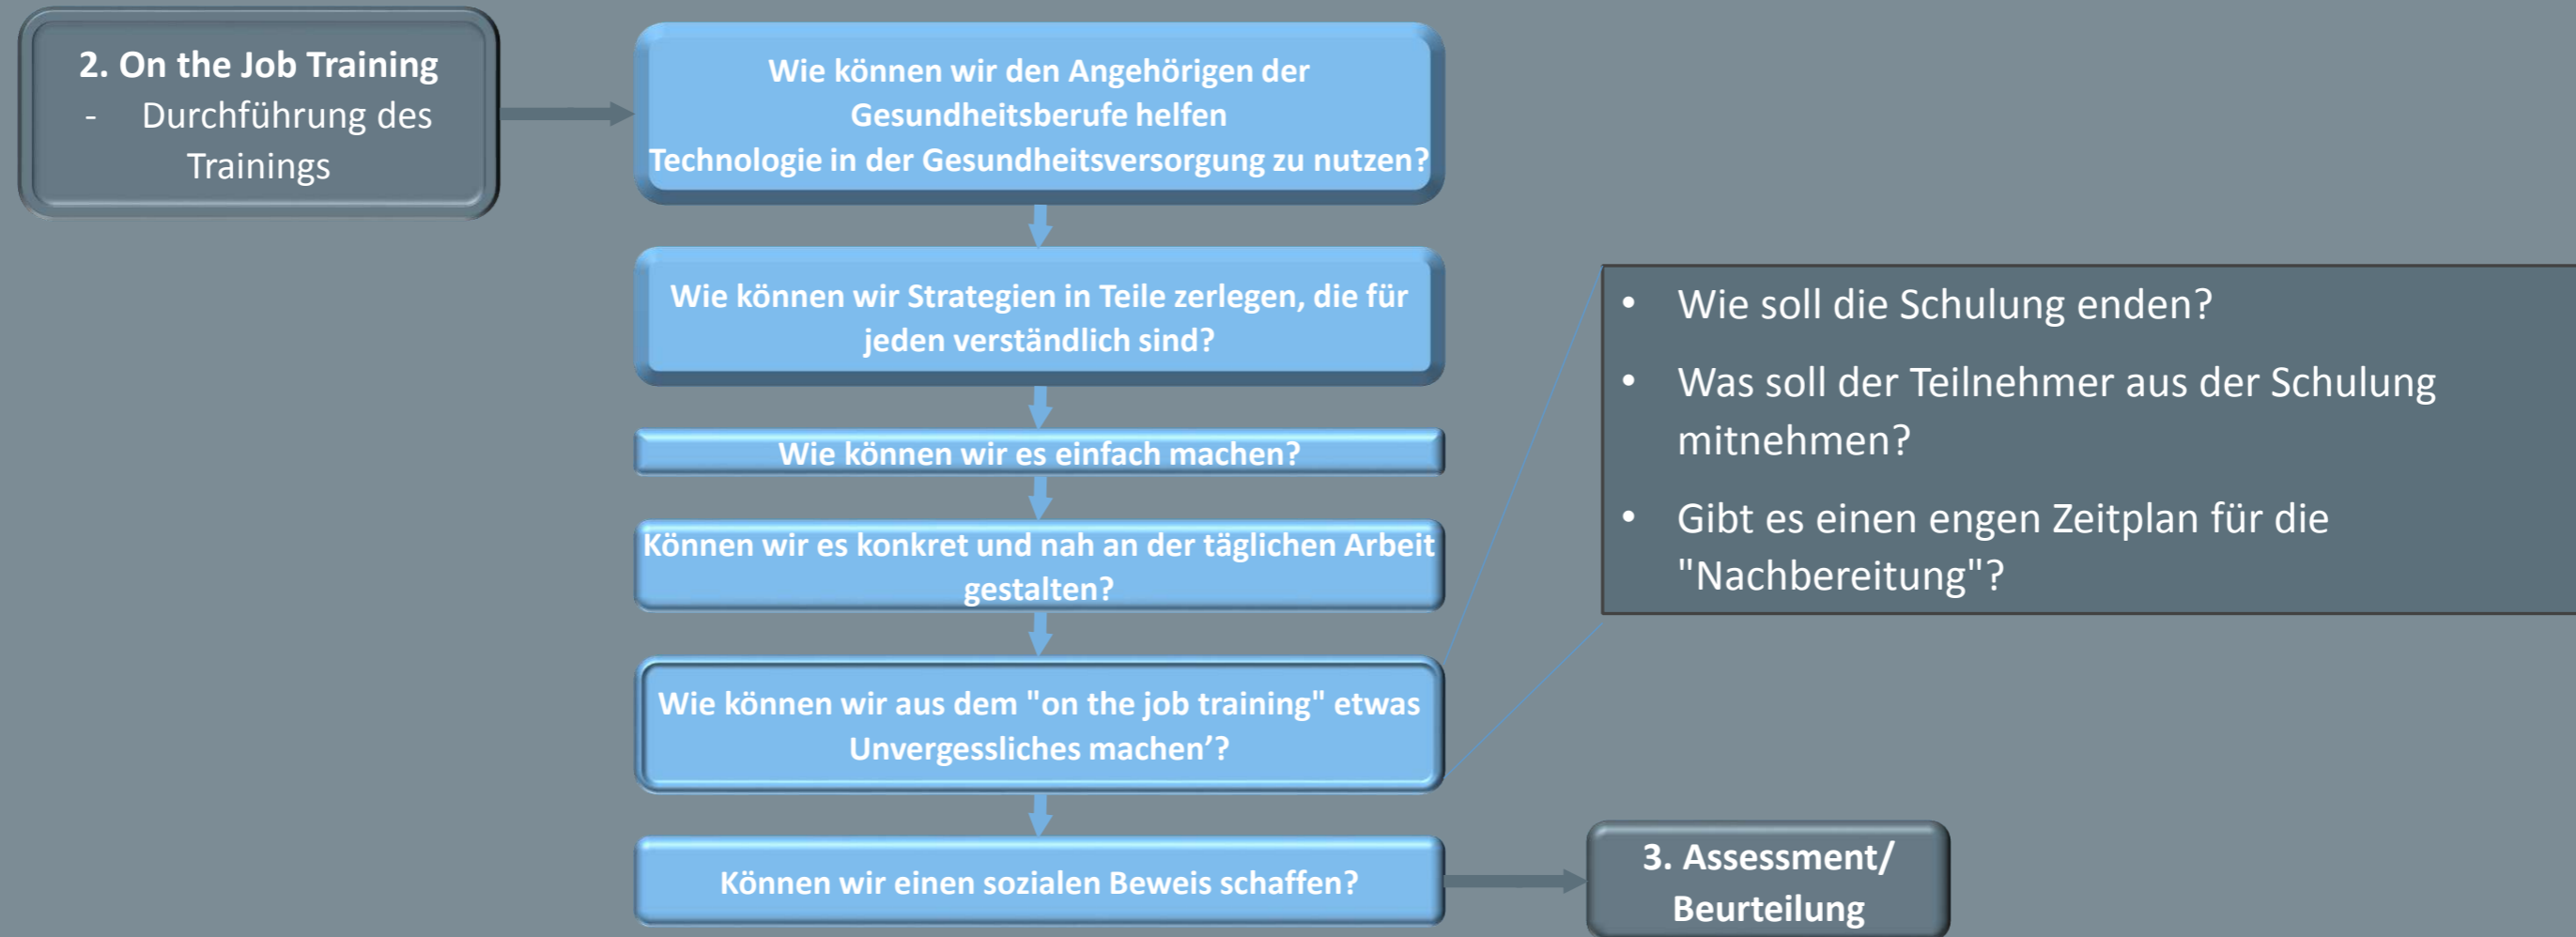 2. On the Job Training
- Durchführung des
Trainings
Wie können wir den Angehörigen der
Gesundheitsberufe helfen
Technologie in der Gesundheitsversorgung zu nutzen?
Wie können wir Strategien in Teile zerlegen, die für
jeden verständlich sind?
Wie können wir es einfach machen?
Können wir es konkret und nah an der täglichen Arbeit
gestalten?
Wie können wir aus dem "on the job training" etwas
Unvergessliches machen’?
• Wie soll die Schulung enden?
• Was soll der Teilnehmer aus der Schulung
mitnehmen?
• Gibt es einen engen Zeitplan für die
"Nachbereitung"?
Können wir einen sozialen Beweis schaffen?
3. Assessment/
Beurteilung